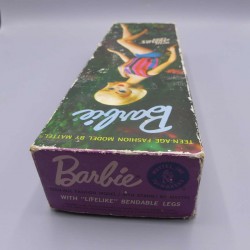 Barbie
TEEN-AGE FASHION MODEL BY MATTEL
Barbie
WITH "LIFELIKE" BENDABLE LEGS